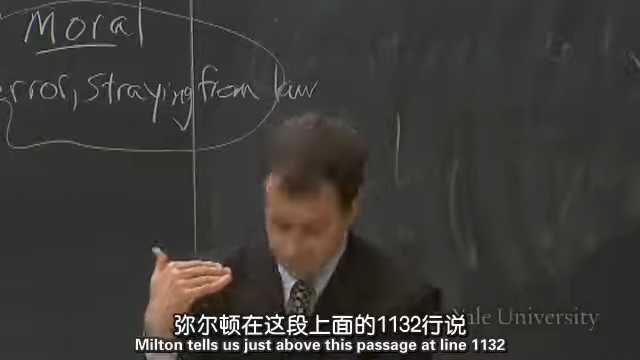 Moral
error, straying from law
Yale University
弥尔顿在这段上面的1132行说
Milton tells us just above this passage at line 1132